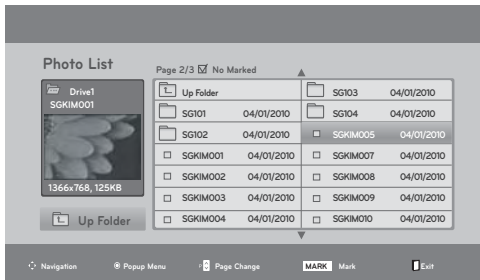 Photo List
Page 2/3 No Marked
Drive1
SGKIM001
1366x768, 125KB
Up Folder
Up Folder
SG101 04/01/2010
SG102 04/01/2010
SGKIM001 04/01/2010
SGKIM002 04/01/2010
SGKIM003 04/01/2010
SGKIM004 04/01/2010
SG103 04/01/2010
SG104 04/01/2010
SGKIM005 04/01/2010
SGKIM007 04/01/2010
SGKIM008 04/01/2010
SGKIM009 04/01/2010
SGKIM010 04/01/2010
Navigation Popup Menu P Page Change MARK Mark Exit